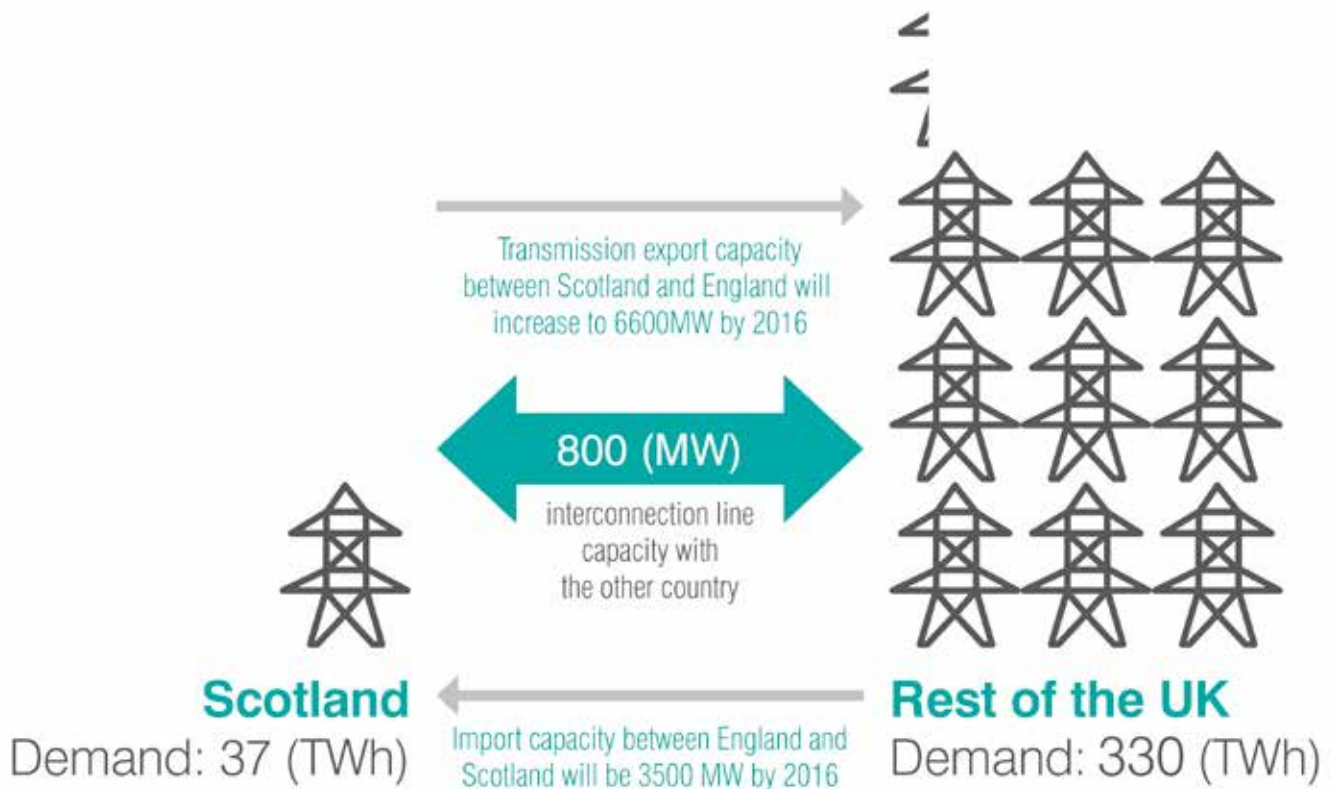 Transmission export capacity
between Scotland and England will
increase to 6600MW by 2016
800 (MW)
interconnection line
capacity with
the other country
Scotland
Demand: 37 (TWh)
Import capacity between England and
Scotland will be 3500 MW by 2016
Rest of the UK
Demand: 330 (TWh)